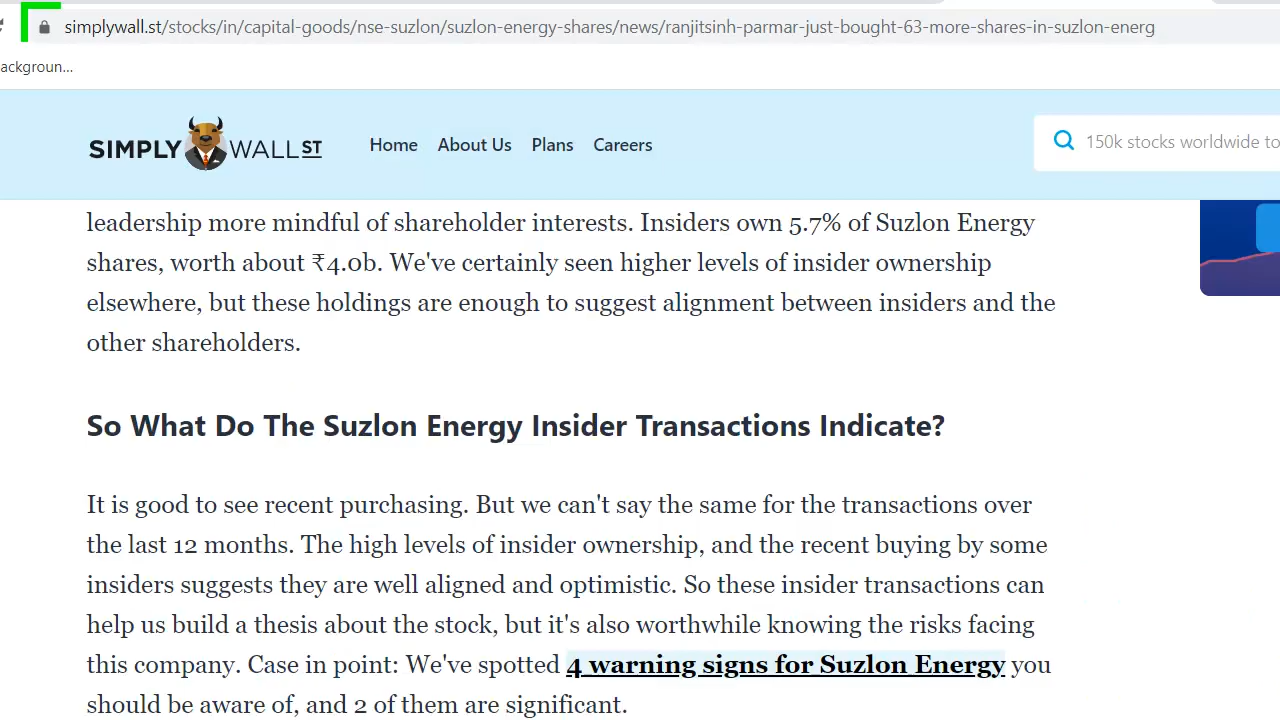 simplywall.st/stocks/in/capital-goods/nse-suzlon/suzlon-energy-shares/news/ranjitsinh-parmar-just-bought-63-more-shares-in-suzlon-energ
ackgroun...
SIMPLY WALL ST
Home About Us Plans Careers
150k stocks worldwide to
leadership more mindful of shareholder interests. Insiders own 5.7% of Suzlon Energy
shares, worth about ₹4.0b. We've certainly seen higher levels of insider ownership
elsewhere, but these holdings are enough to suggest alignment between insiders and the
other shareholders.
So What Do The Suzlon Energy Insider Transactions Indicate?
It is good to see recent purchasing. But we can't say the same for the transactions over
the last 12 months. The high levels of insider ownership, and the recent buying by some
insiders suggests they are well aligned and optimistic. So these insider transactions can
help us build a thesis about the stock, but it's also worthwhile knowing the risks facing
this company. Case in point: We've spotted 4 warning signs for Suzlon Energy you
should be aware of, and 2 of them are significant.